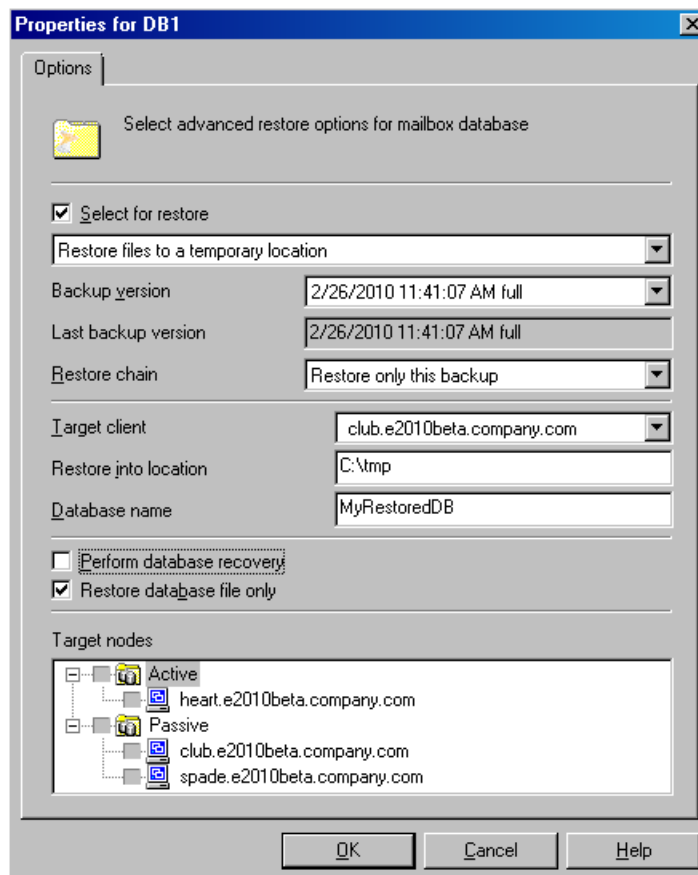 Properties for DB1
Options
Select advanced restore options for mailbox database
Select for restore
Restore files to a temporary location
Backup version 2/26/2010 11:41:07 AM full
Last backup version 2/26/2010 11:41:07 AM full
Restore chain Restore only this backup
Target client club.e2010beta.company.com
Restore into location C:\tmp
Database name MyRestoredDB
Perform database recovery
Restore database file only
Target nodes
Active
heart.e2010beta.company.com
Passive
club.e2010beta.company.com
spade.e2010beta.company.com
OK Cancel Help